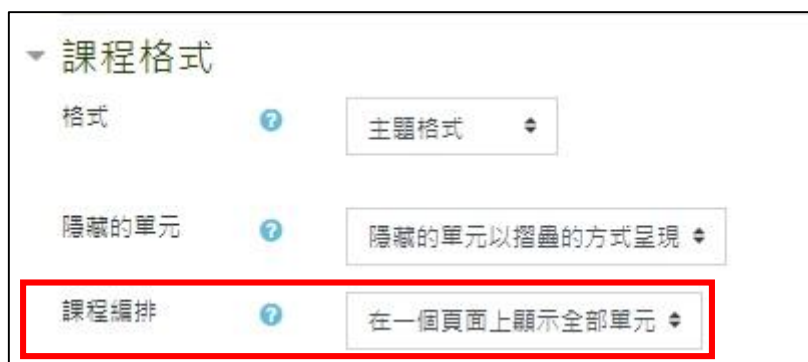 課程格式
格式 主題格式
隱藏的單元 隱藏的單元以摺疊的方式呈現
課程編排 在一個頁面上顯示全部單元